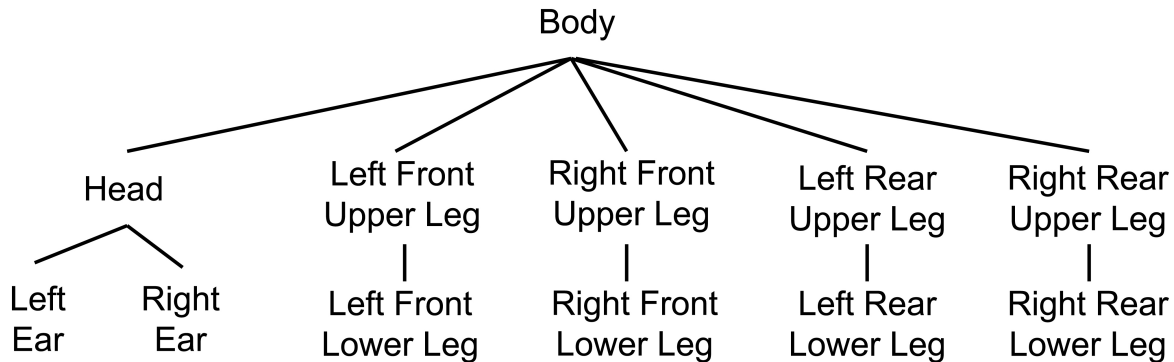 Body
Head
Left Front
Upper Leg
Right Front
Upper Leg
Left Rear
Upper Leg
Right Rear
Upper Leg
Left
Ear
Right
Ear
Left Front
Lower Leg
Right Front
Lower Leg
Left Rear
Lower Leg
Right Rear
Lower Leg